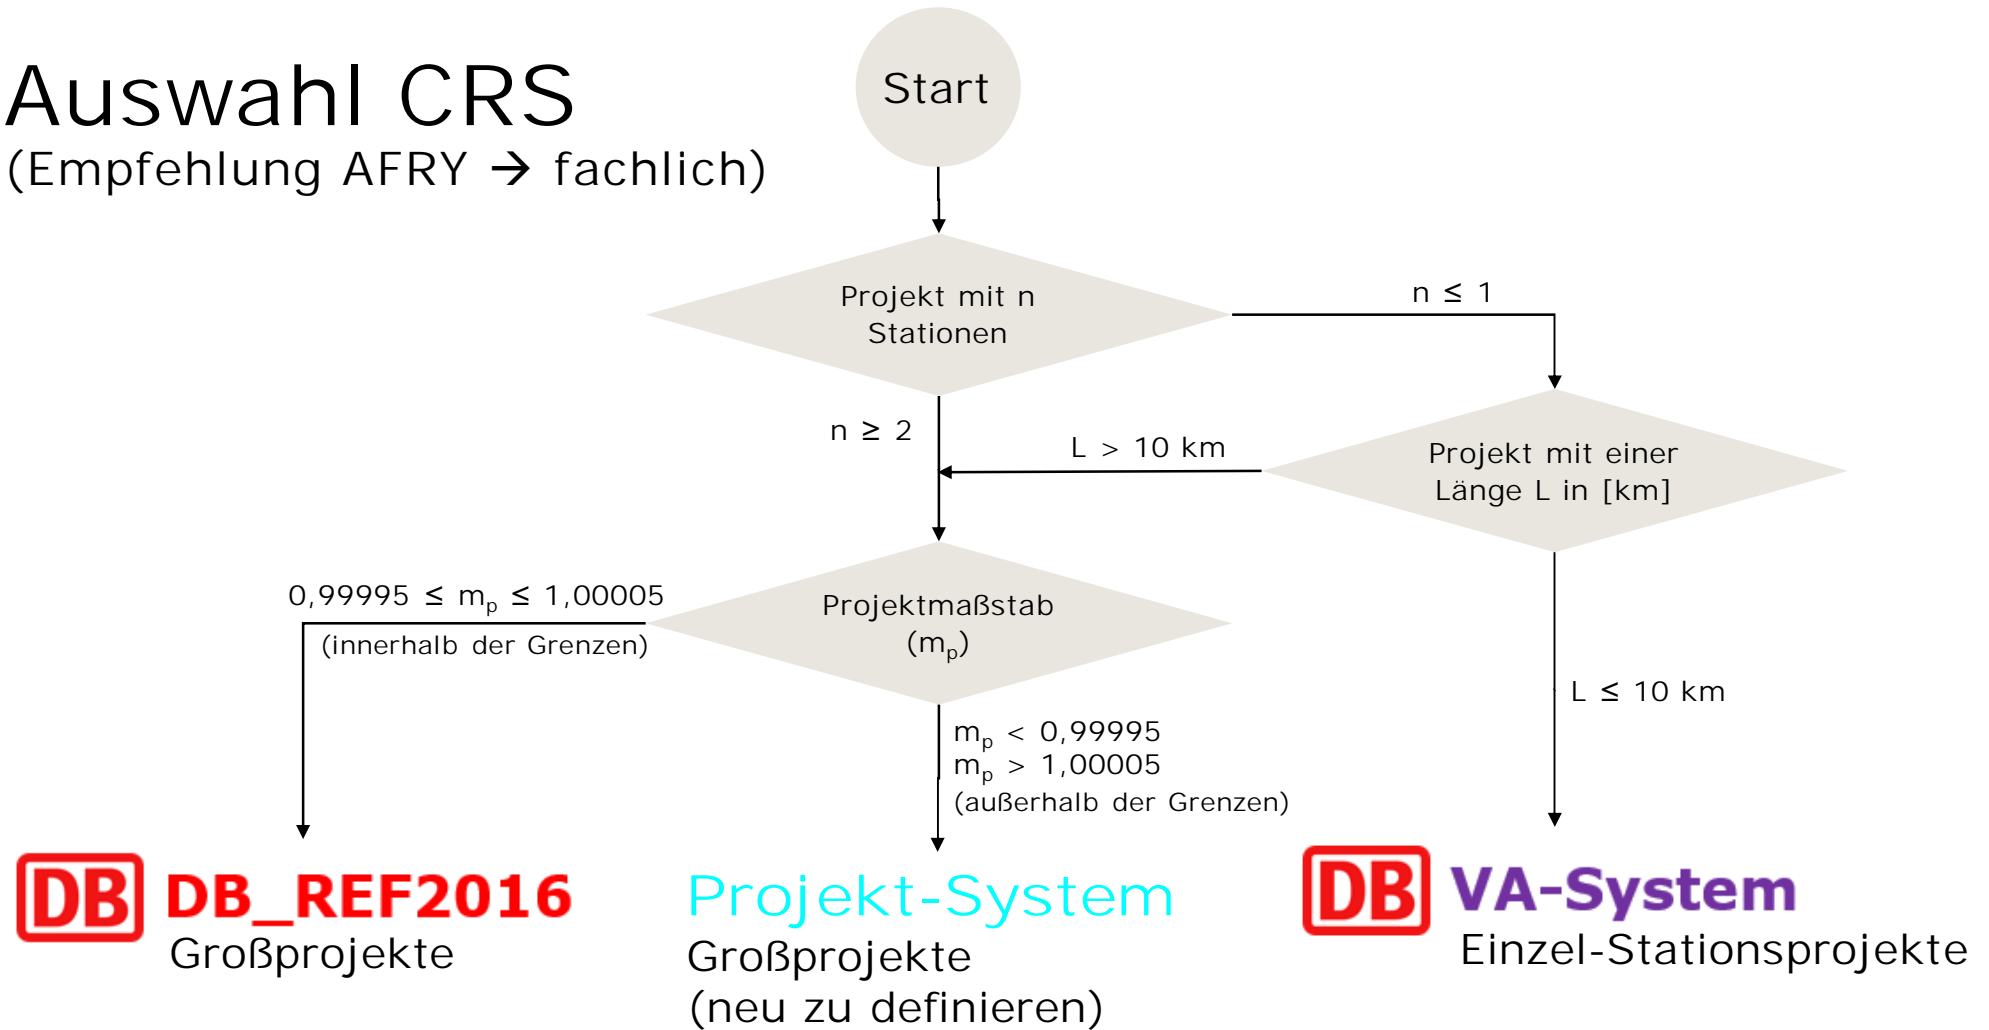 Auswahl CRS
(Empfehlung AFRY → fachlich)
Start
Projekt mit n
Stationen
n ≤ 1
n ≥ 2
L > 10 km
Projekt mit einer
Länge L in [km]
0,99995 ≤ mp ≤ 1,00005
(innerhalb der Grenzen)
Projektmaßstab
(mp)
L ≤ 10 km
mp < 0,99995
mp > 1,00005
(außerhalb der Grenzen)
DB DB_REF2016
Großprojekte
Projekt-System
Großprojekte
(neu zu definieren)
DB VA-System
Einzel-Stationsprojekte